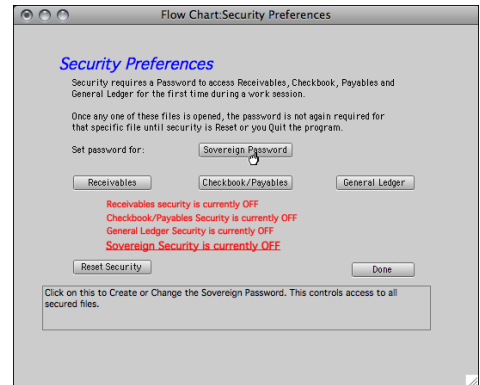 Flow Chart:Security Preferences
Security Preferences
Security requires a Password to access Receivables, Checkbook, Payables and
General Ledger for the first time during a work session.
Once any one of these files is opened, the password is not again required for
that specific file until security is Reset or you Quit the program.
Set password for: Sovereign Password
Receivables Checkbook/Payables General Ledger
Receivables security is currently OFF
Checkbook/Payables Security is currently OFF
General Ledger Security is currently OFF
Sovereign Security is currently OFF
Reset Security Done
Click on this to Create or Change the Sovereign Password. This controls access to all
secured files.